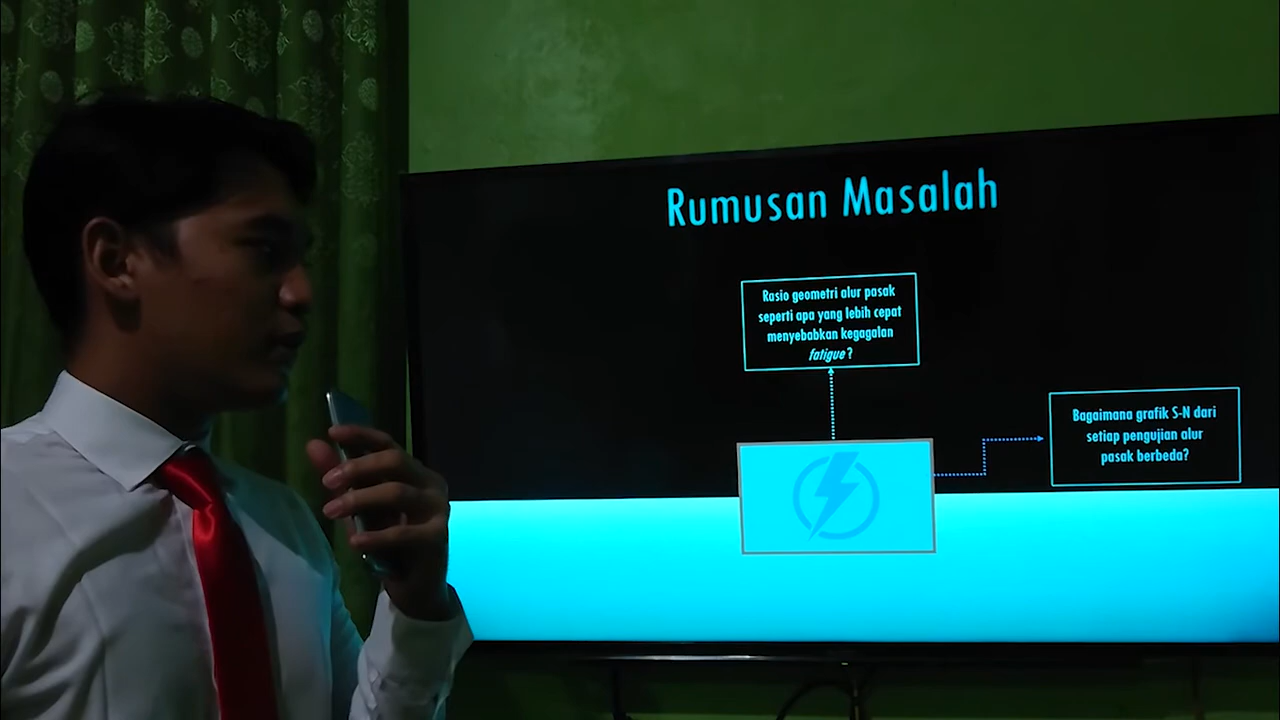 Rumusan Masalah
Rasio geometri alur pasak
seperti apa yang lebih cepat
menyebabkan kegagalan
fatigue?
Bagaimana grafik S-N dari
setiap pengujian alur
pasak berbeda?